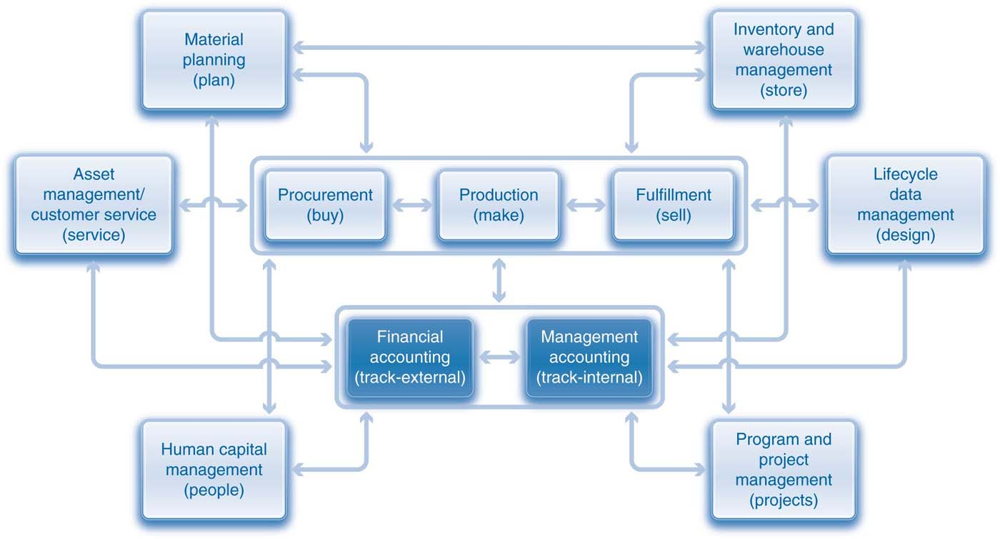 Material
planning
(plan)
Inventory and
warehouse
management
(store)
Asset
management/
customer service
(service)
Procurement
(buy)
Production
(make)
Fulfillment
(sell)
Lifecycle
data
management
(design)
Financial
accounting
(track-external)
Management
accounting
(track-internal)
Human capital
management
(people)
Program and
project
management
(projects)